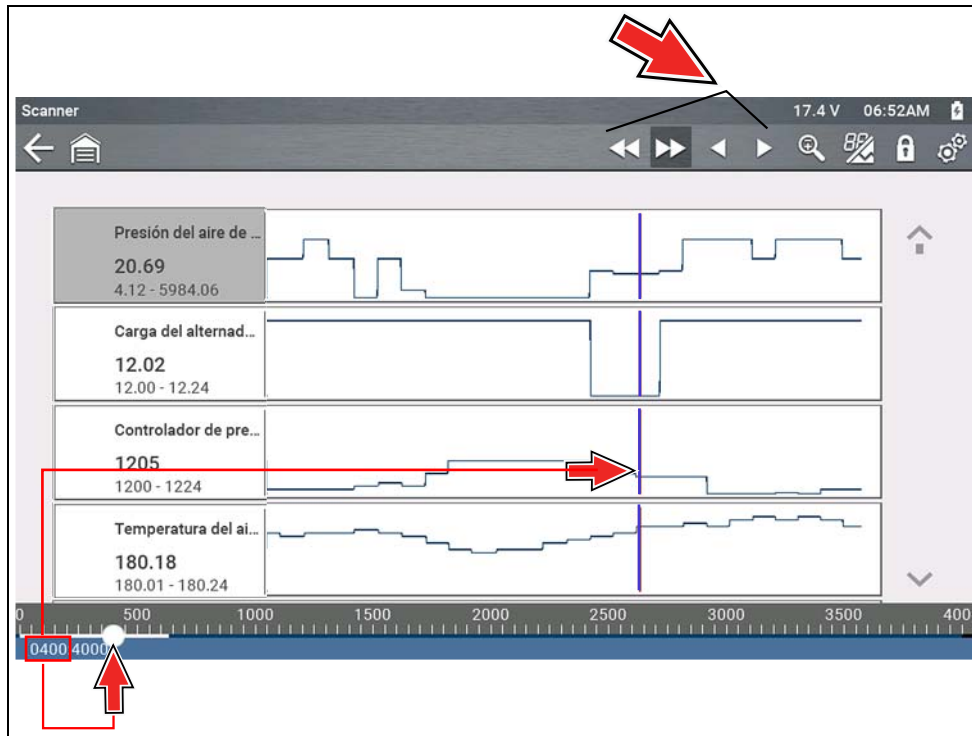 Scanner 17.4 V 06:52AM
Presión del aire de ...
20.69
4.12 - 5984.06
Carga del alternad...
12.02
12.00 - 12.24
Controlador de pre...
1205
1200 - 1224
Temperatura del ai...
180.18
180.01 - 180.24
0 500 1000 1500 2000 2500 3000 3500 400
0400 4000